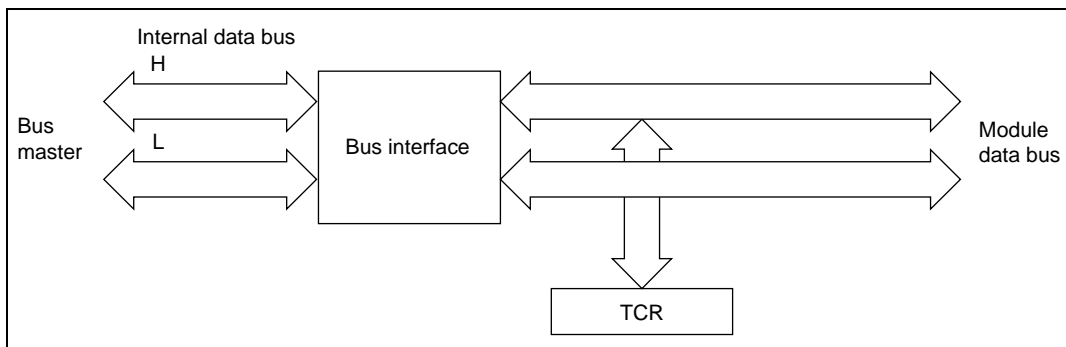 Internal data bus
H
Bus
master
L
Bus interface
Module
data bus
TCR